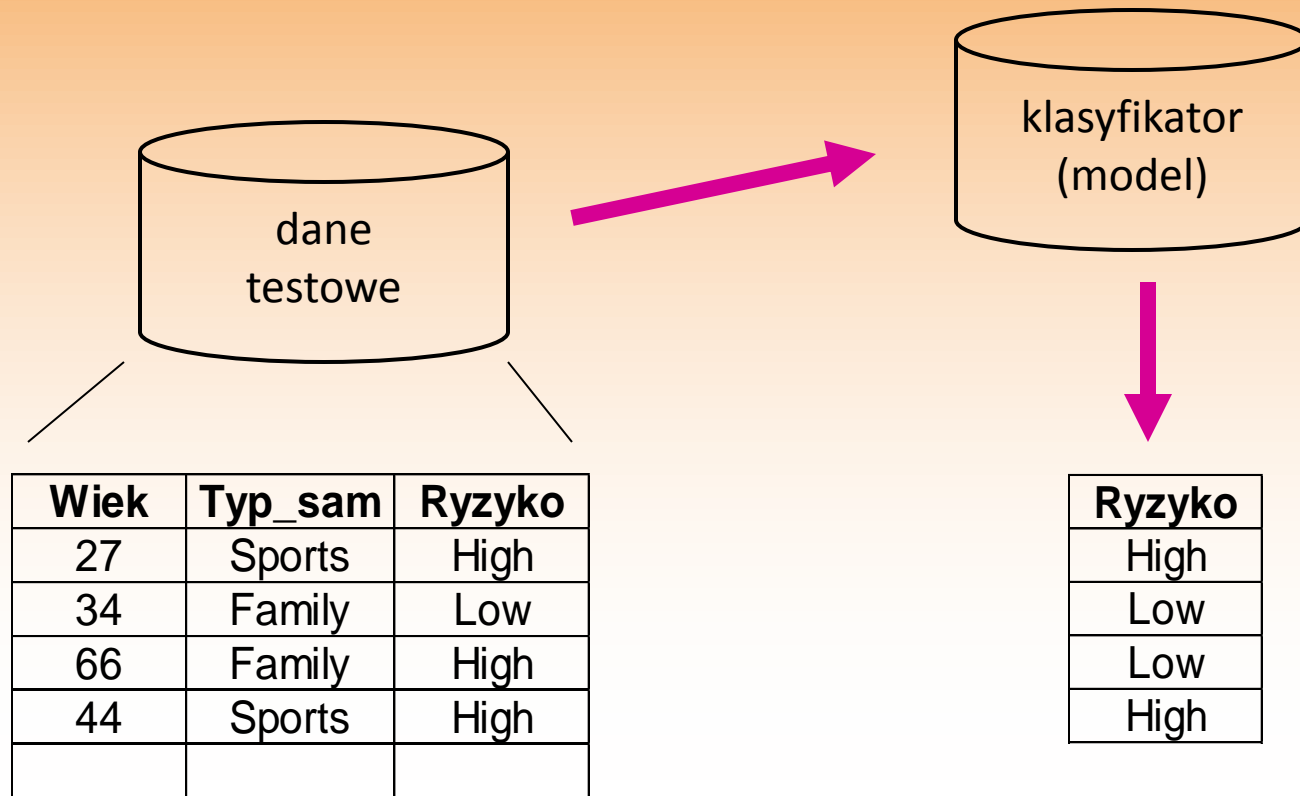 klasyfikator
(model)
dane
testowe
Wiek Typ_sam Ryzyko
27 Sports High
34 Family Low
66 Family High
44 Sports High
Ryzyko
High
Low
Low
High